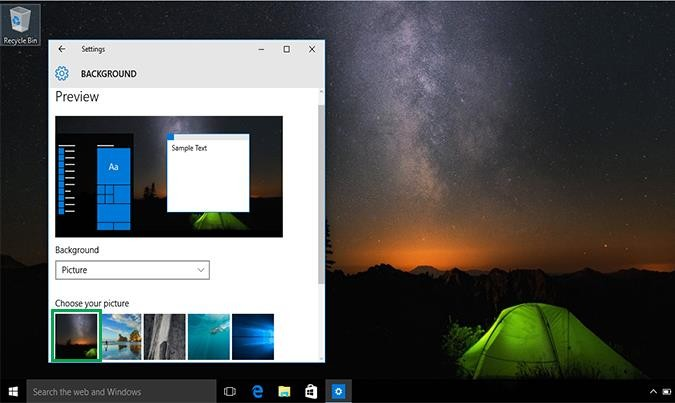 Recycle Bin
Settings
BACKGROUND
Preview
Aa
Sample Text
Background
Picture
Choose your picture
Search the web and Windows